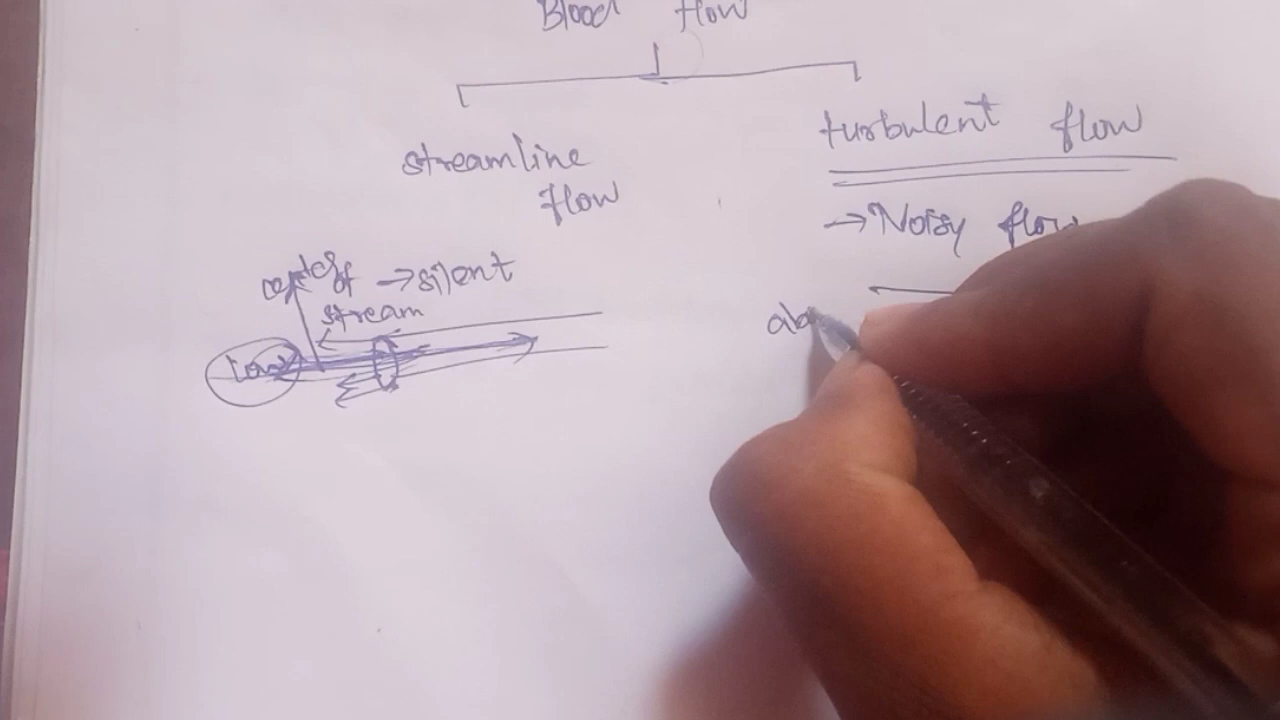 Blood flow
streamline
flow
turbulent flow
→ Noisy flow
center of → silent
stream
low